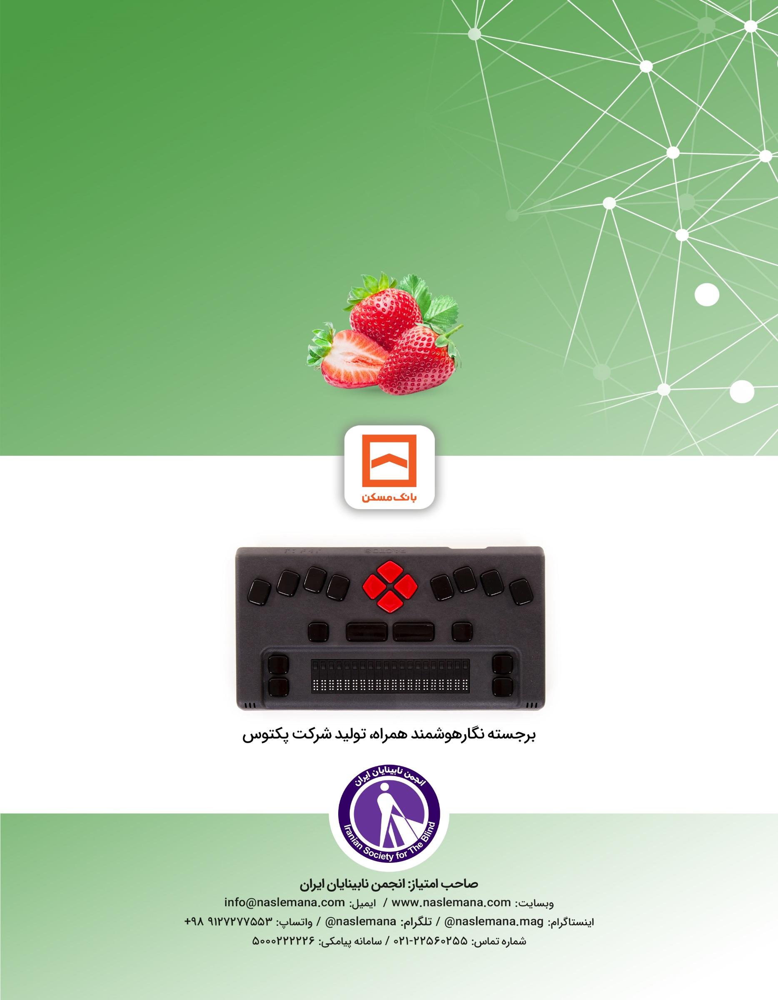 بانک مسکن
PACTOS
برجسته نگارهوشمند همراه، تولید شرکت پکتوس
انجمن نابینایان ایران
Iranian Society for The Blind
صاحب امتیاز: انجمن نابینایان ایران
وبسایت: www.naslemana.com / ایمیل: info@naslemana.com
اینستاگرام: @naslemana.mag / تلگرام: @naslemana / واتساپ: ۹۱۲۷۲۷۷۵۵۳ ۹۸+
شماره تماس: ۰۲۱-۲۲۵۶۰۲۵۵ / سامانه پیامکی: ۵۰۰۰۲۲۲۲۲۶